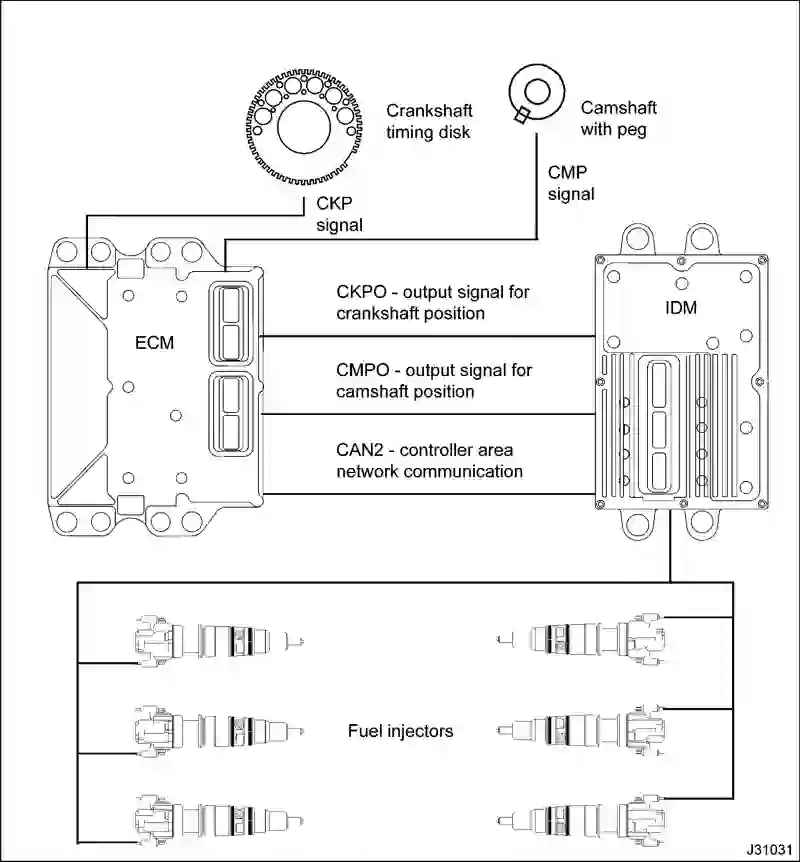 Crankshaft
timing disk
Camshaft
with peg
CKP
signal
CMP
signal
CKPO - output signal for
crankshaft position
IDM
ECM
CMPO - output signal for
camshaft position
CAN2 - controller area
network communication
Fuel injectors
J31031